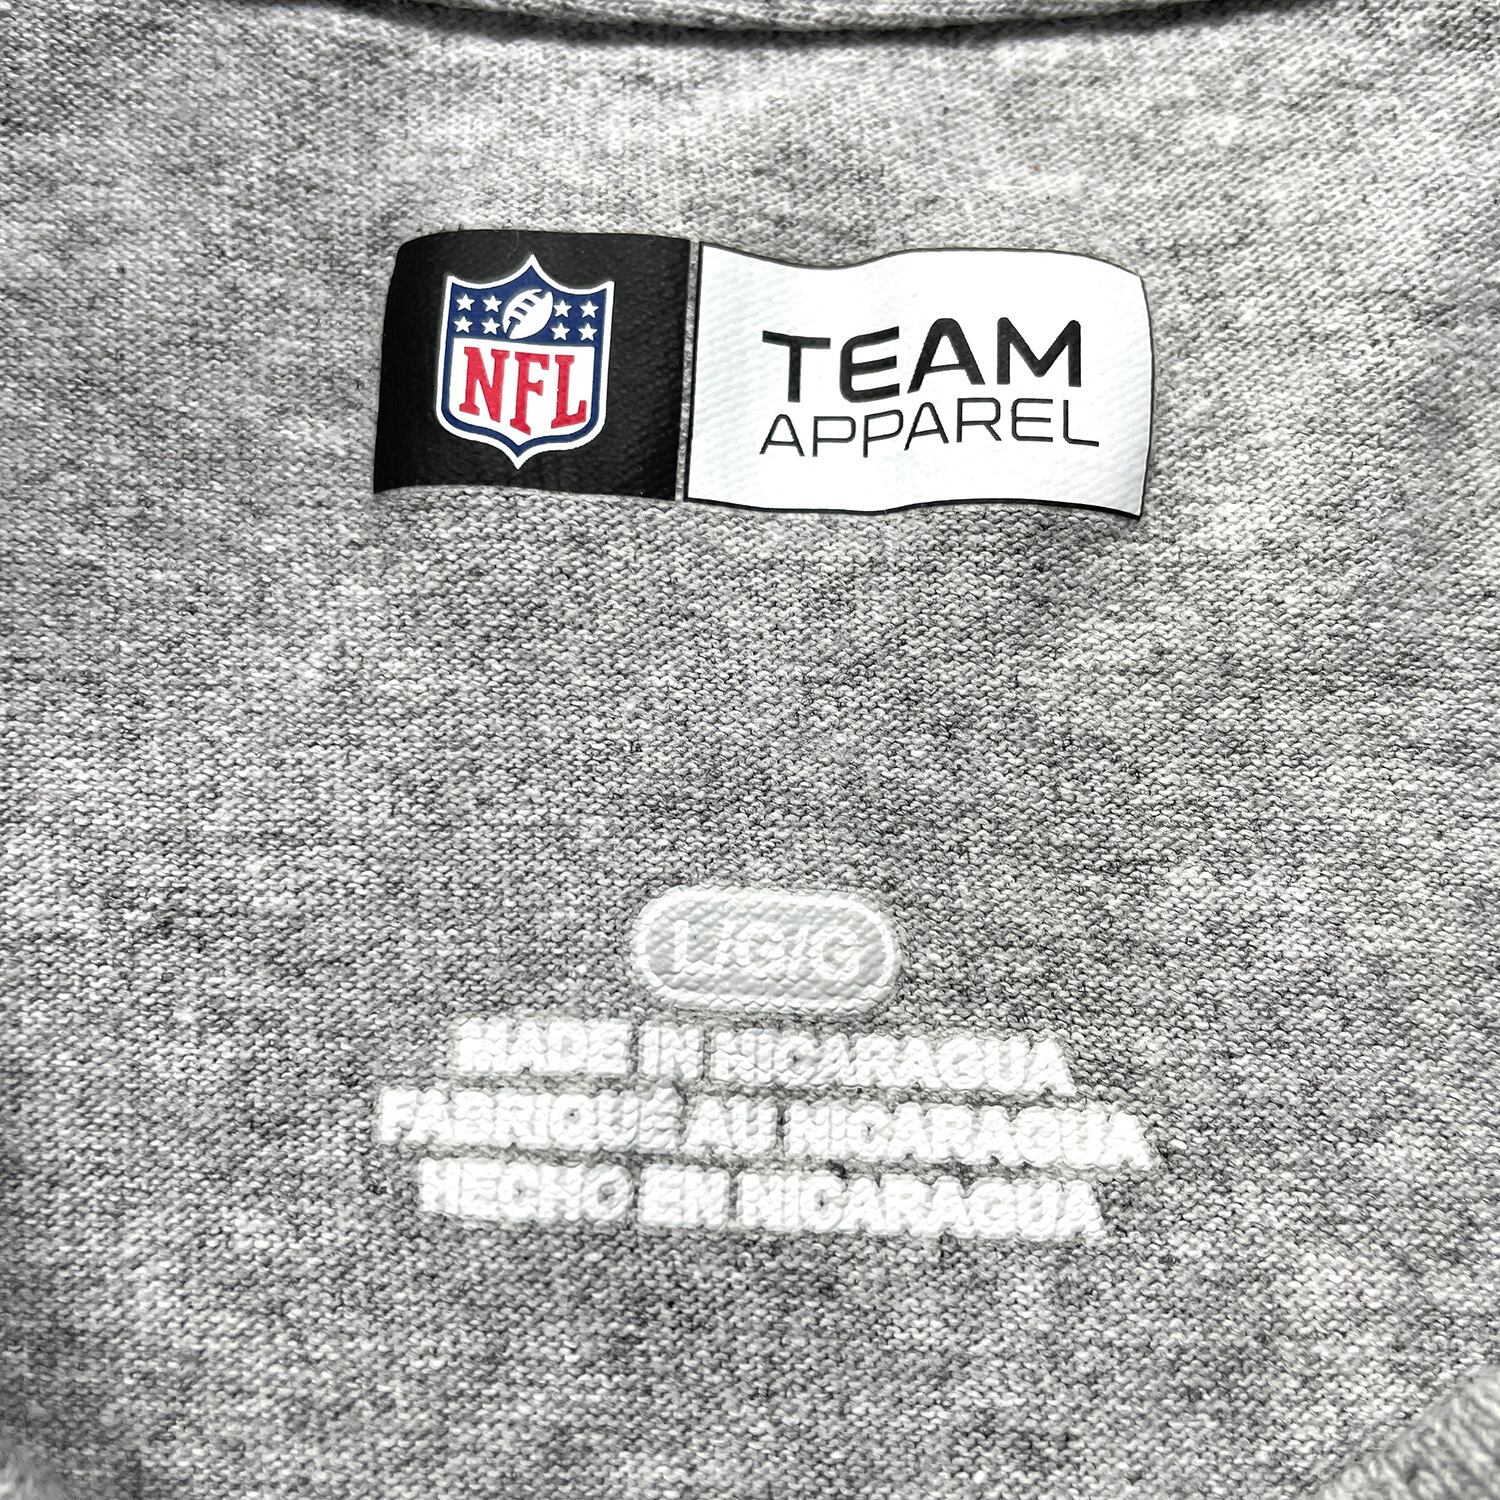 NFL
TEAM
APPAREL
L/G/G
MADE IN NICARAGUA
FABRIQUÉ AU NICARAGUA
HECHO EN NICARAGUA